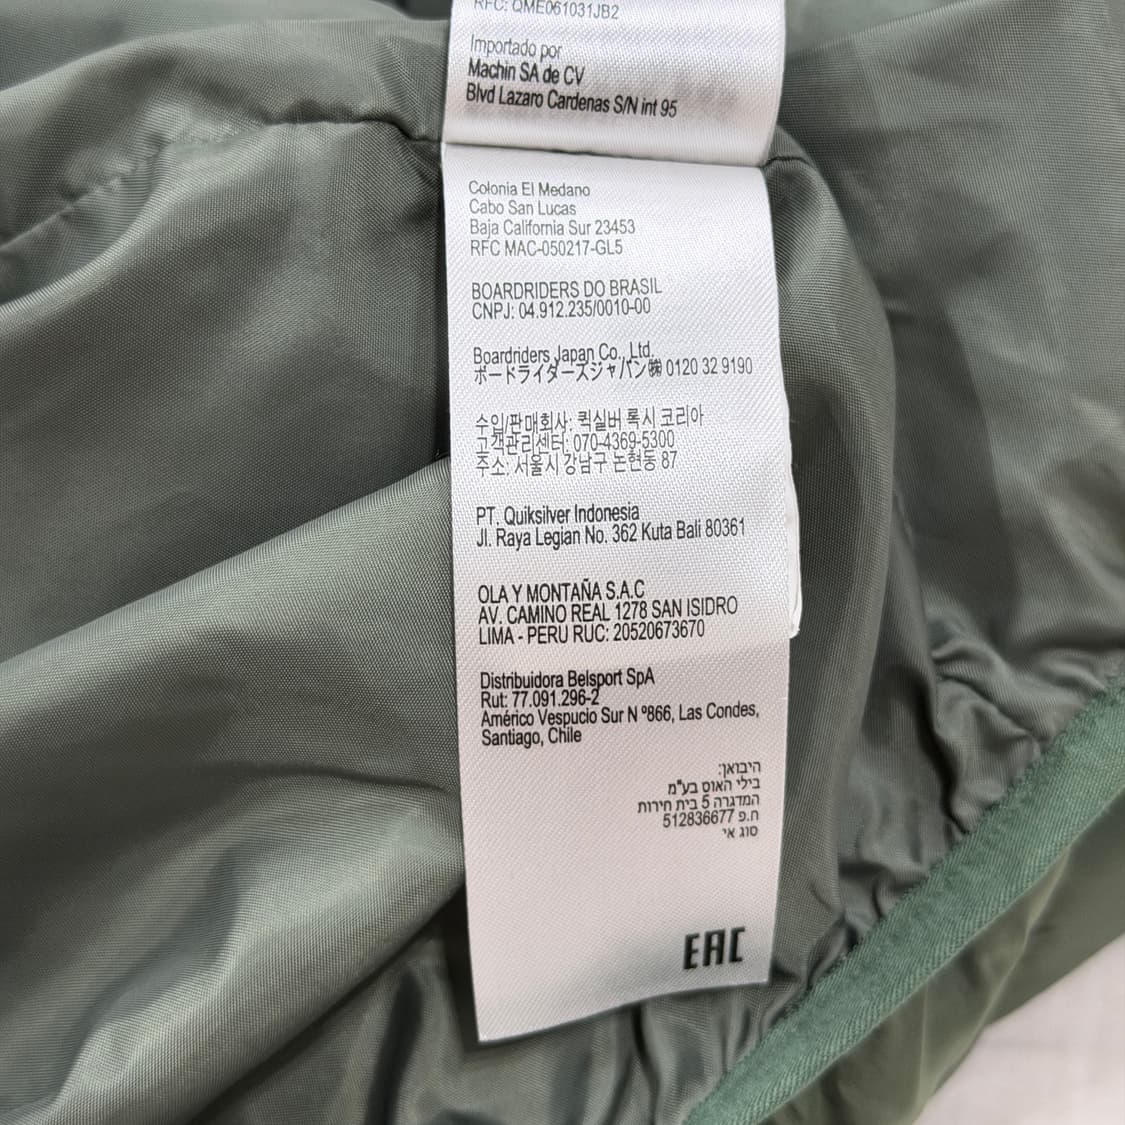 RFC: QME061031JB2
Importado por
Machin SA de CV
Blvd Lazaro Cardenas S/N int 95
Colonia El Medano
Cabo San Lucas
Baja California Sur 23453
RFC MAC-050217-GL5
BOARDRIDERS DO BRASIL
CNPJ: 04.912.235/0010-00
Boardriders Japan Co., Ltd.
ボードライダーズジャパン㈱ 0120 32 9190
수입/판매회사: 퀵실버 록시 코리아
고객관리센터: 070-4369-5300
주소: 서울시 강남구 논현동 87
PT. Quiksilver Indonesia
Jl. Raya Legian No. 362 Kuta Bali 80361
OLA Y MONTAÑA S.A.C
AV. CAMINO REAL 1278 SAN ISIDRO
LIMA - PERU RUC: 20520673670
Distribuidora Belsport SpA
Rut: 77.091.296-2
Américo Vespucio Sur N º866, Las Condes,
Santiago, Chile
היבואן:
בילי האוס בע"מ
המדגרה 5 בית חירות
ח.פ 512836677
סוג אי'
EAC